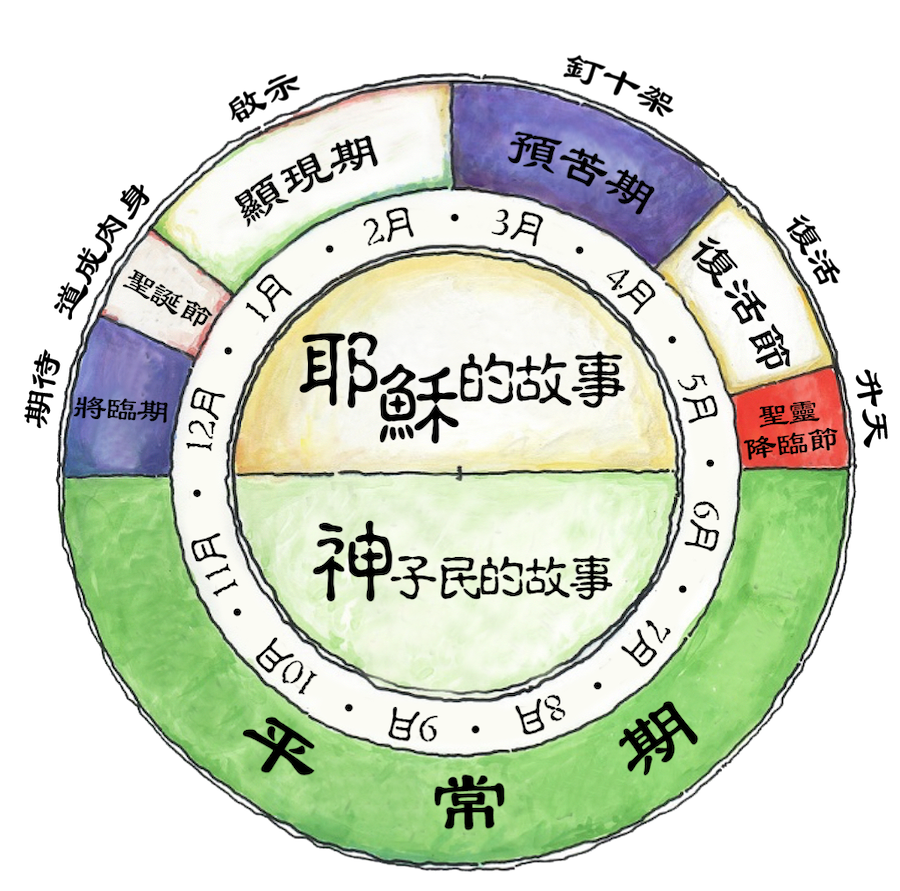 期待
道成肉身
啟示
釘十架
復活
升天
將臨期
聖誕節
顯現期
預苦期
復活節
聖靈
降臨節
平常期
1月
2月
3月
4月
5月
6月
7月
8月
9月
10月
11月
12月
耶穌的故事
神子民的故事